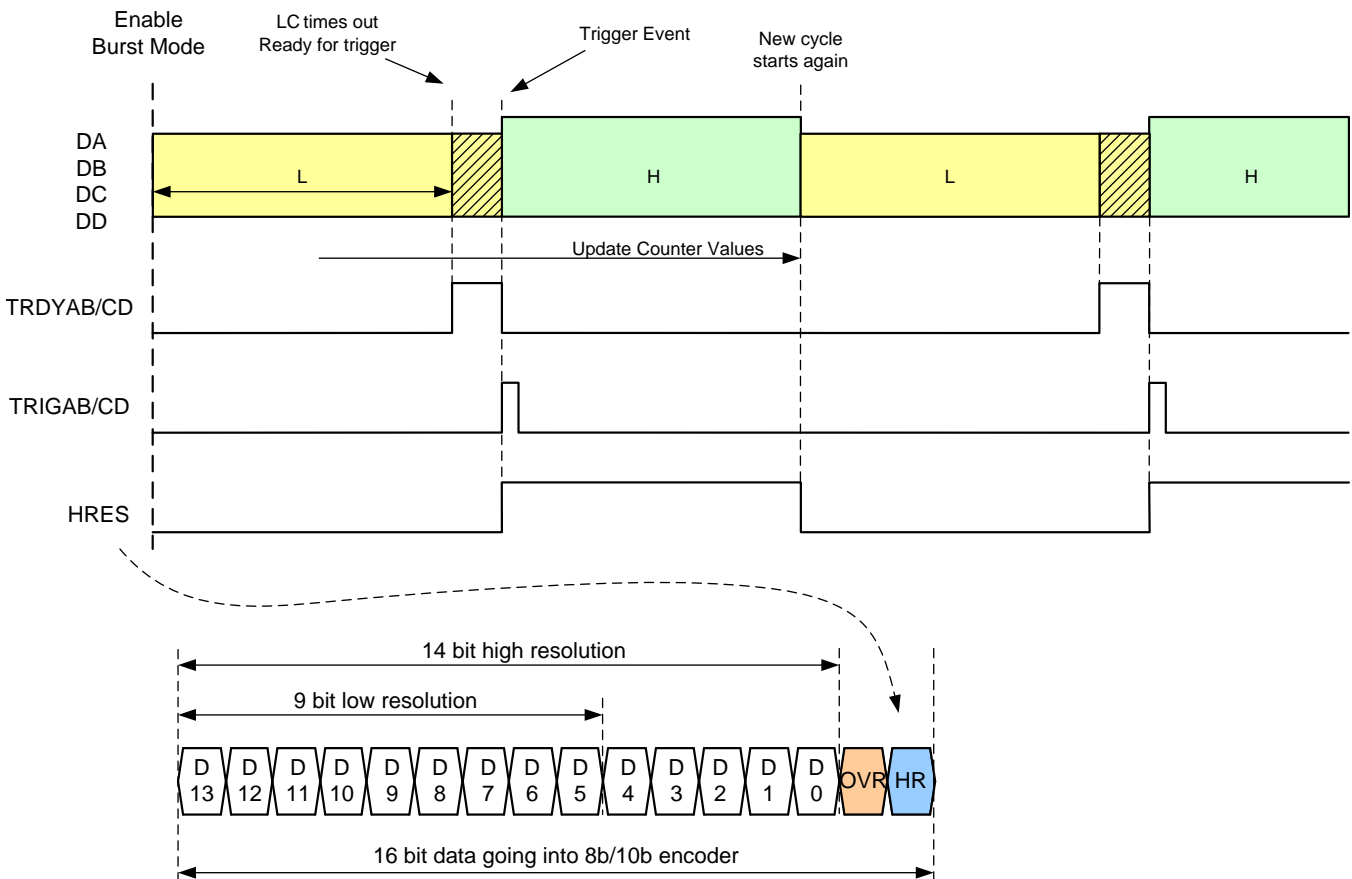 Enable
Burst Mode
LC times out
Ready for trigger
Trigger Event
New cycle
starts again
DA
DB
DC
DD
L
H
L
H
Update Counter Values
TRDYAB/CD
TRIGAB/CD
HRES
14 bit high resolution
9 bit low resolution
D
13
D
12
D
11
D
10
D
9
D
8
D
7
D
6
D
5
D
4
D
3
D
2
D
1
D
0
OVR
HR
16 bit data going into 8b/10b encoder